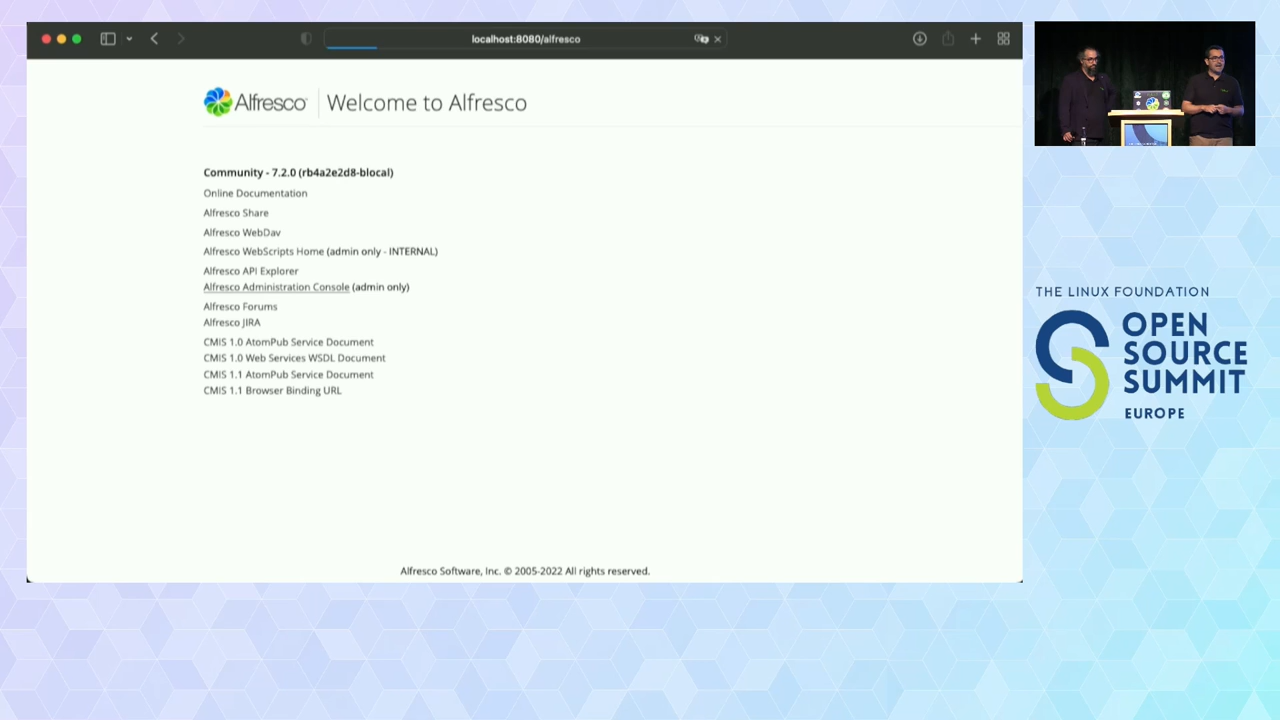 localhost:8080/alfresco
Alfresco
Welcome to Alfresco
Community - 7.2.0 (rb4a2e2d8-blocal)
Online Documentation
Alfresco Share
Alfresco WebDav
Alfresco WebScripts Home (admin only - INTERNAL)
Alfresco API Explorer
Alfresco Administration Console (admin only)
Alfresco Forums
Alfresco JIRA
CMIS 1.0 AtomPub Service Document
CMIS 1.0 Web Services WSDL Document
CMIS 1.1 AtomPub Service Document
CMIS 1.1 Browser Binding URL
Alfresco Software, Inc. © 2005-2022 All rights reserved.
THE LINUX FOUNDATION
OPEN
SOURCE
SUMMIT
EUROPE